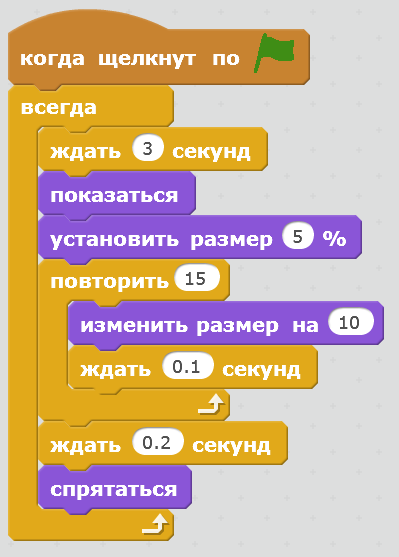 когда щелкнут по
всегда
ждать 3 секунд
показаться
установить размер 5 %
повторить 15
изменить размер на 10
ждать 0.1 секунд
ждать 0.2 секунд
спрятаться